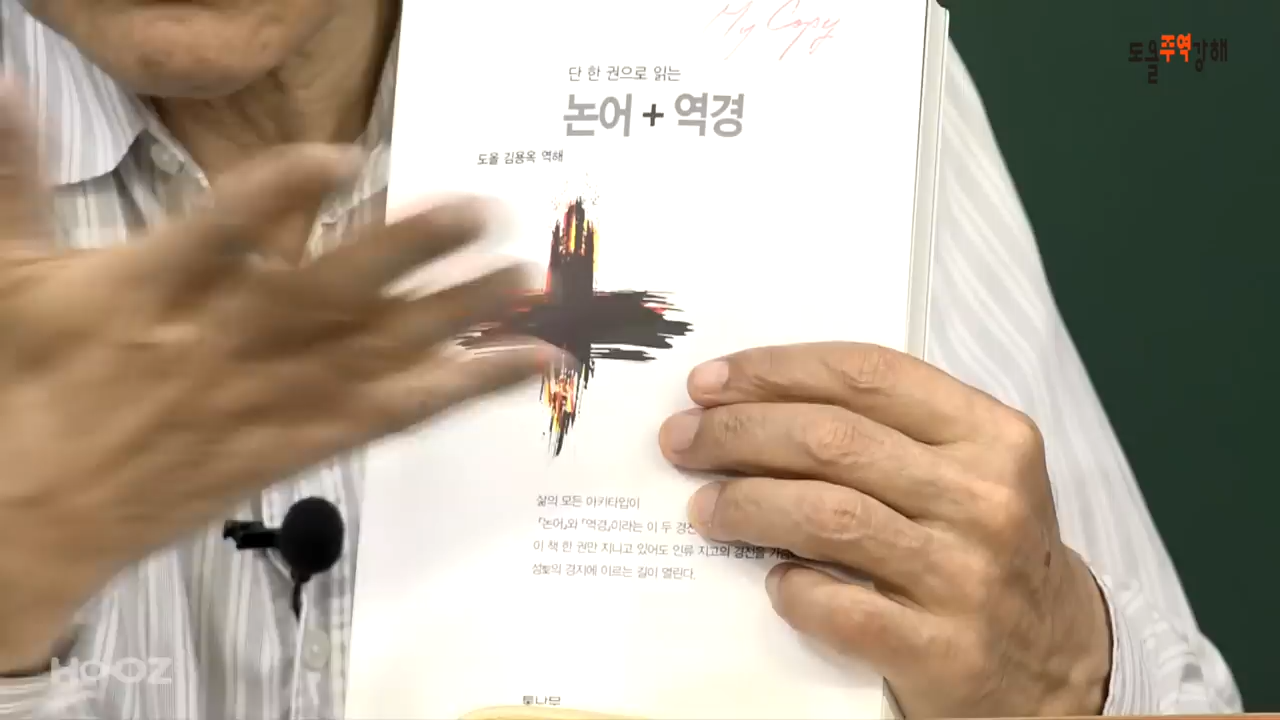 My Copy
도올주역강해
단 한 권으로 읽는
논어 + 역경
도올 김용옥 역해
삶의 모든 아키타입이
『논어』와 『역경』이라는 이 두 경전
이 책 한 권만 지니고 있어도 인류 지고의 경전을
성聖의 경지에 이르는 길이 열린다.
통나무
HOOZ